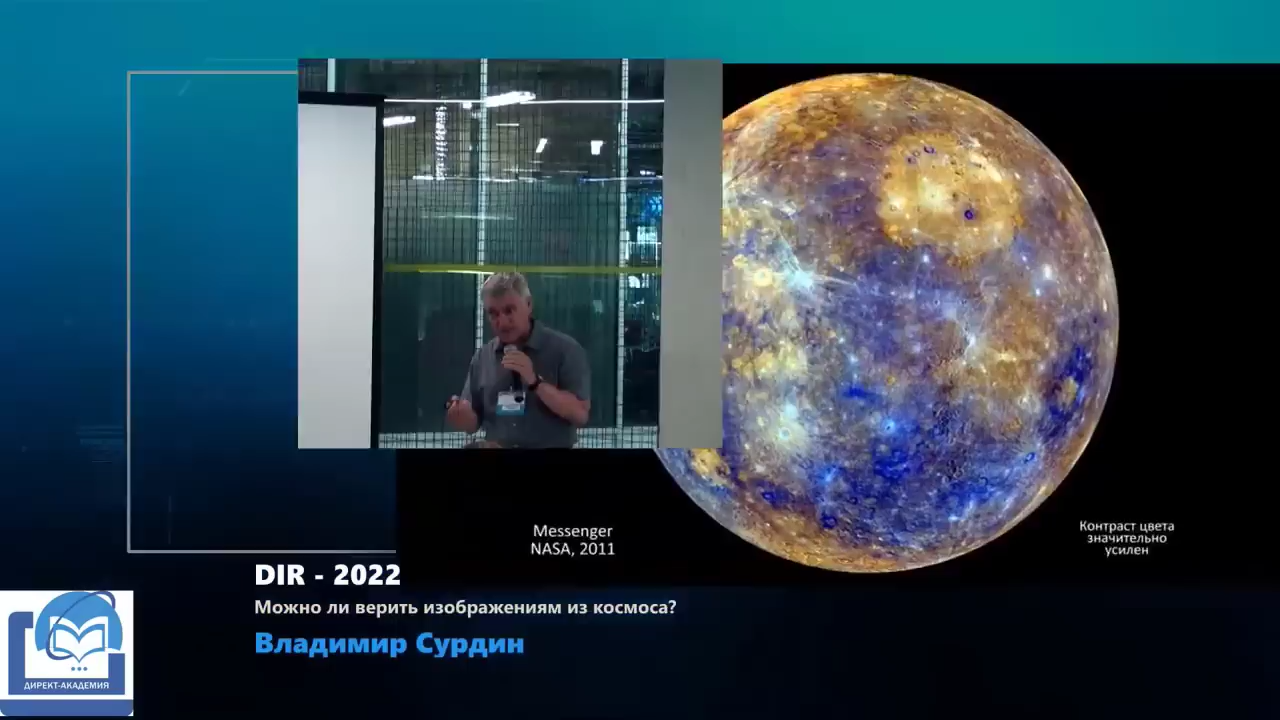 Messenger
NASA, 2011
Контраст цвета
значительно
усилен
DIR - 2022
Можно ли верить изображениям из космоса?
Владимир Сурдин
ДИРЕКТ-АКАДЕМИЯ